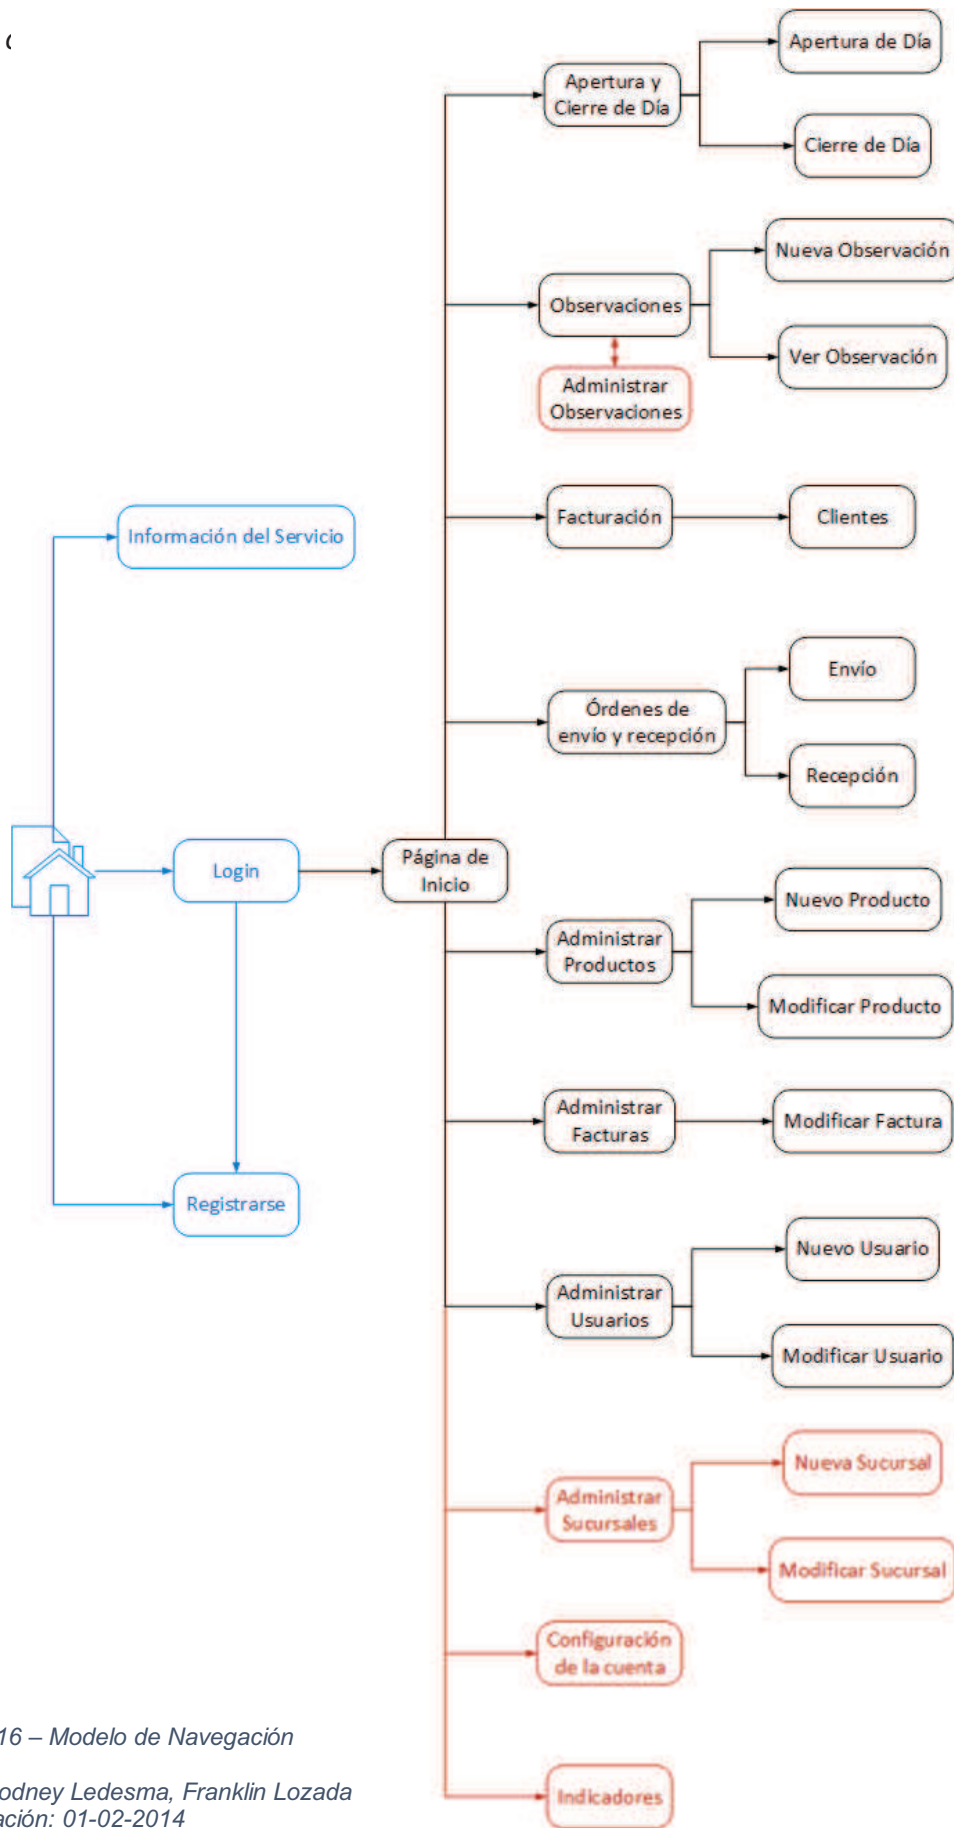 Apertura de Día
Apertura y
Cierre de Día
Cierre de Día
Nueva Observación
Observaciones
Ver Observación
Administrar
Observaciones
Facturación
Clientes
Información del Servicio
Envío
Órdenes de
envío y recepción
Recepción
Login
Página de
Inicio
Nuevo Producto
Administrar
Productos
Modificar Producto
Administrar
Facturas
Modificar Factura
Registrarse
Nuevo Usuario
Administrar
Usuarios
Modificar Usuario
Nueva Sucursal
Administrar
Sucursales
Modificar Sucursal
Configuración
de la cuenta
Indicadores
16 – Modelo de Navegación
odney Ledesma, Franklin Lozada
ación: 01-02-2014